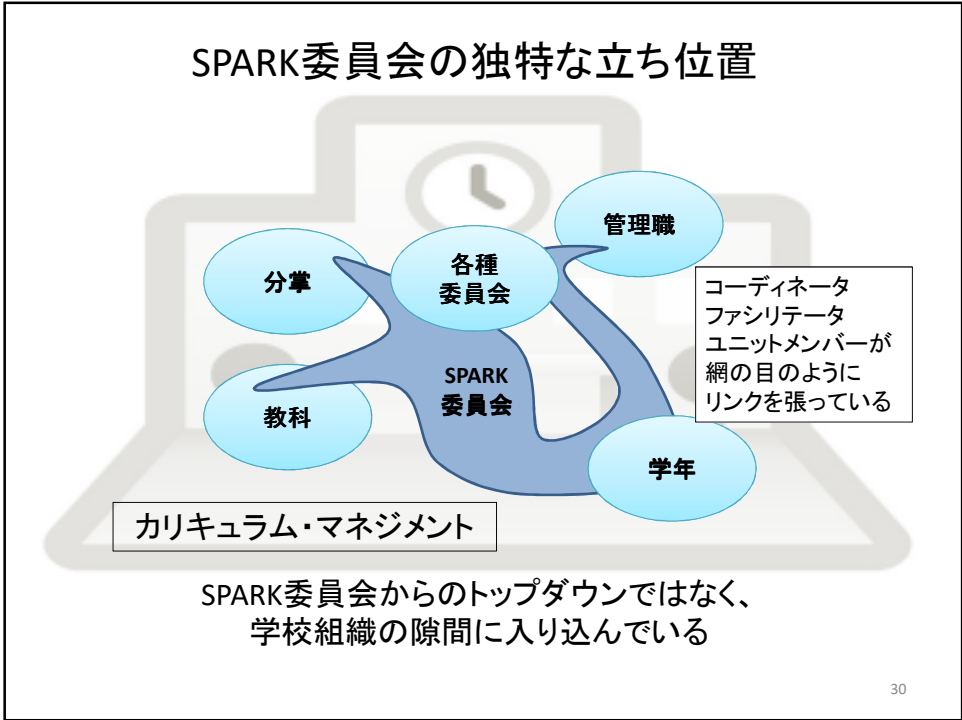 SPARK委員会の独特な立ち位置
管理職
各種
委員会
分掌
コーディネータ
ファシリテータ
ユニットメンバーが
網の目のように
リンクを張っている
SPARK
委員会
教科
学年
カリキュラム・マネジメント
SPARK委員会からのトップダウンではなく、
学校組織の隙間に入り込んでいる
30